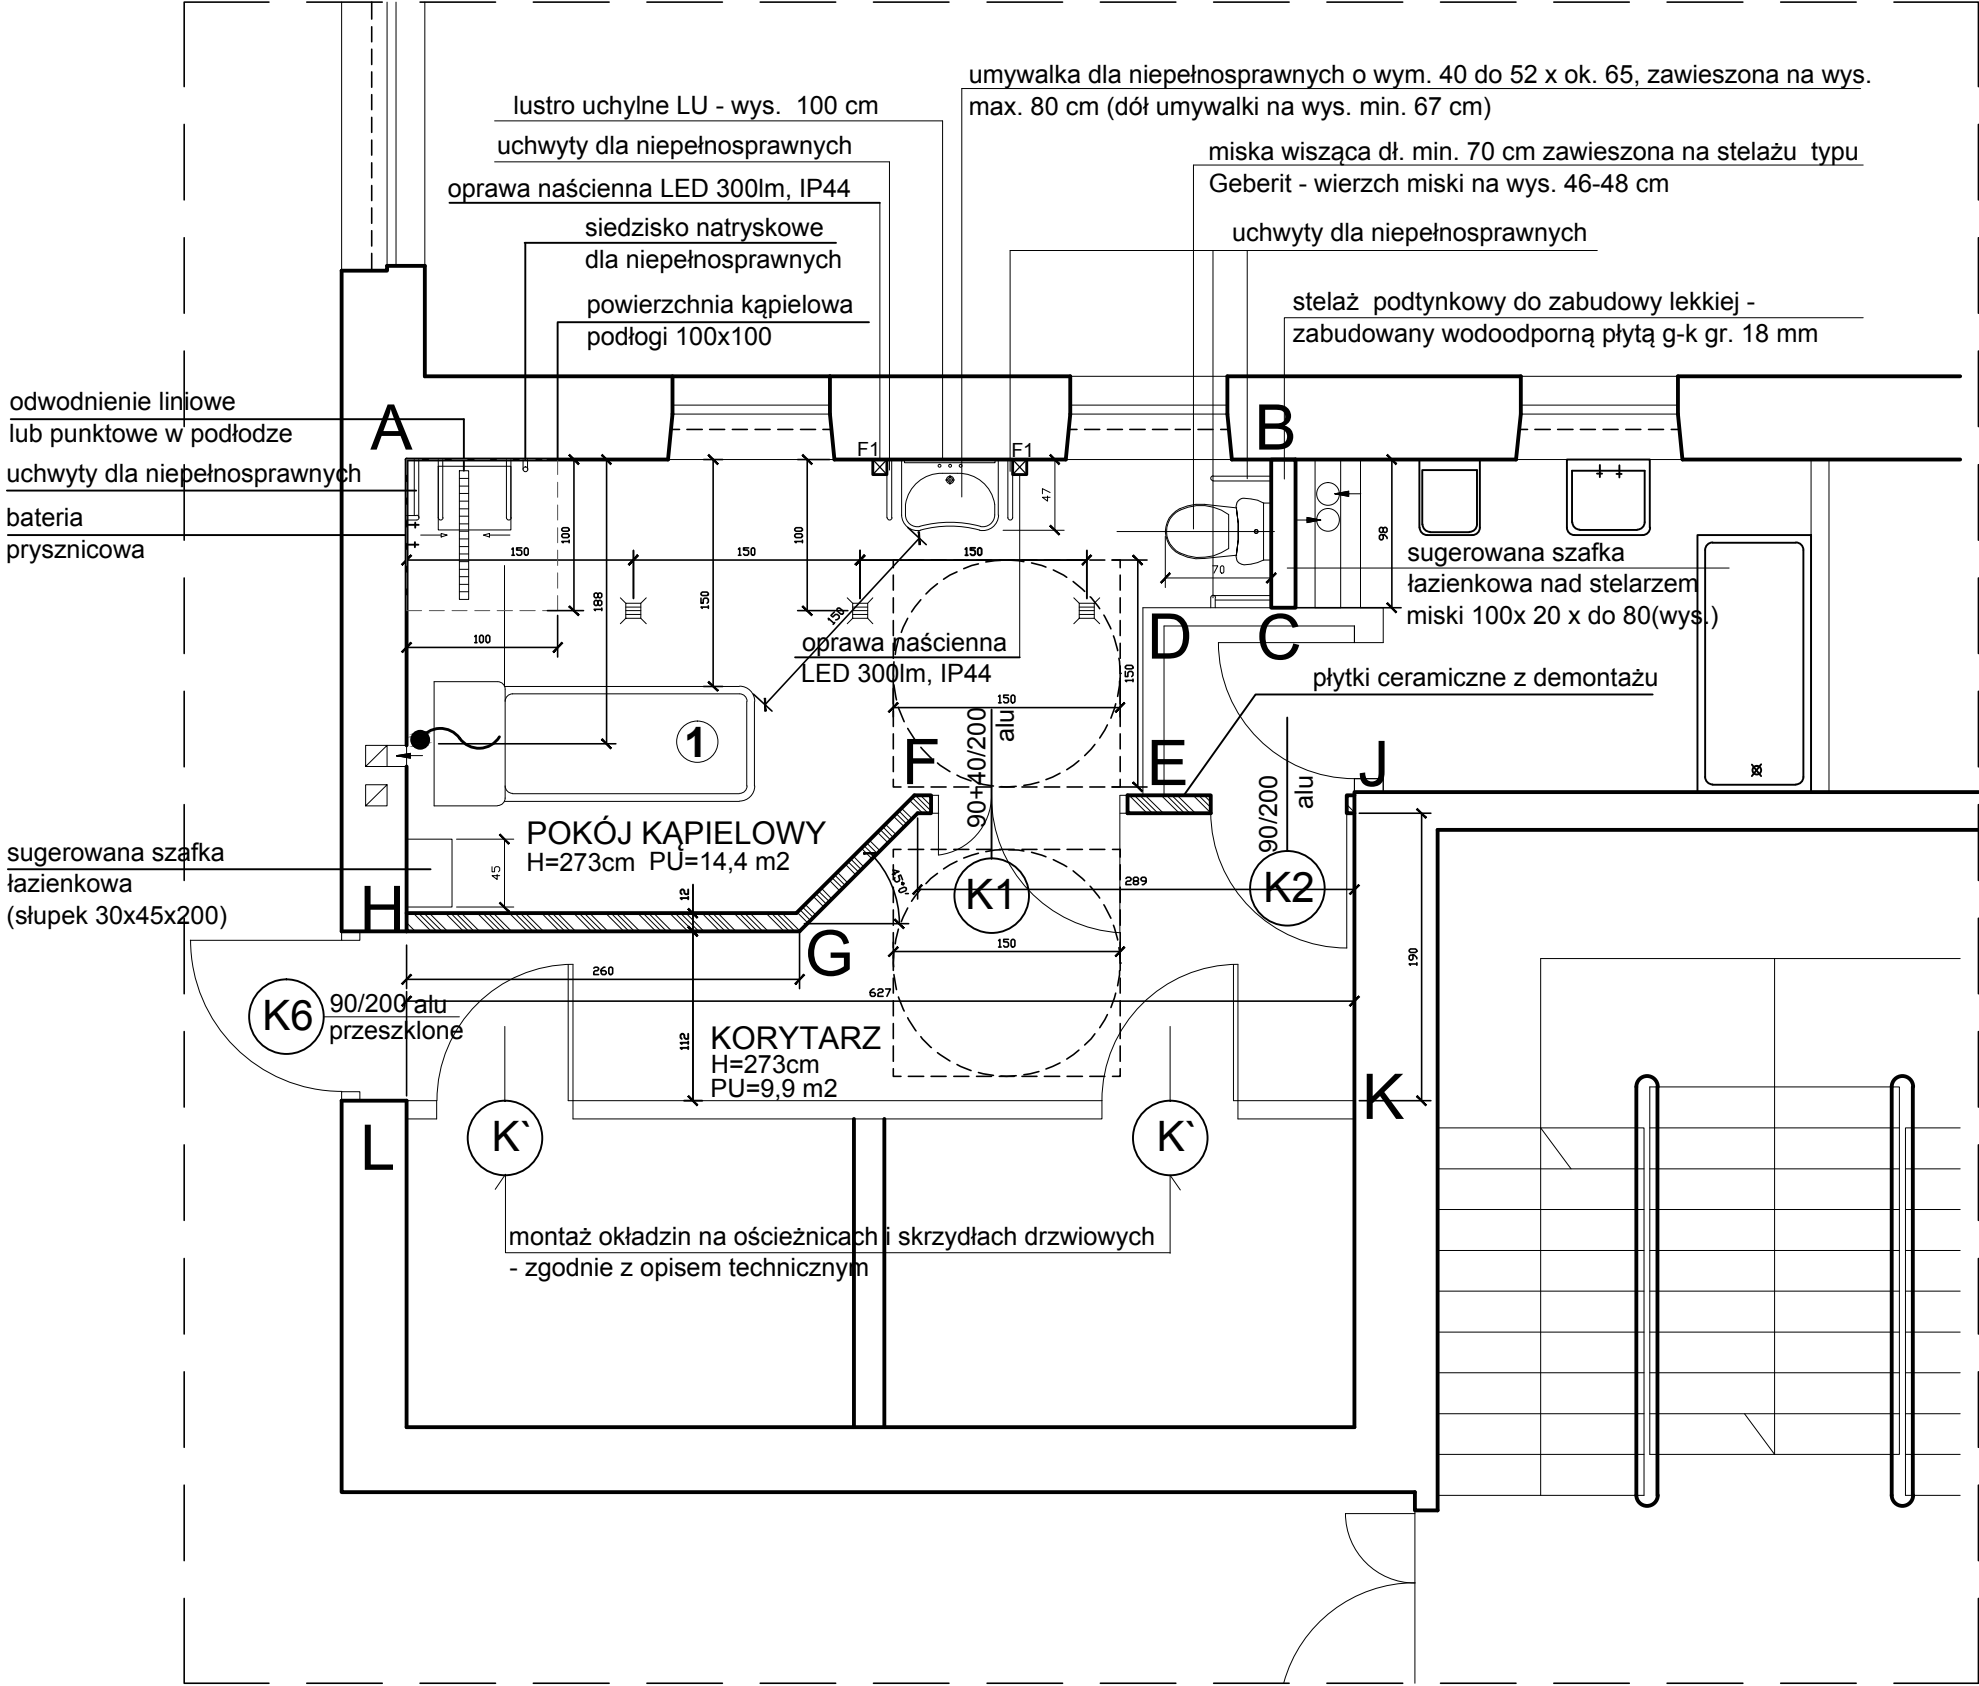 umywalka dla niepełnosprawnych o wym. 40 do 52 x ok. 65, zawieszona na wys.
max. 80 cm (dół umywalki na wys. min. 67 cm)
lustro uchylne LU - wys. 100 cm
uchwyty dla niepełnosprawnych
oprawa naścienna LED 300lm, IP44
siedzisko natryskowe
dla niepełnosprawnych
powierzchnia kąpielowa
podłogi 100x100
miska wisząca dł. min. 70 cm zawieszona na stelażu typu
Geberit - wierzch miski na wys. 46-48 cm
uchwyty dla niepełnosprawnych
stelaż podtynkowy do zabudowy lekkiej -
zabudowany wodoodporną płytą g-k gr. 18 mm
odwodnienie liniowe
lub punktowe w podłodze
uchwyty dla niepełnosprawnych
bateria
prysznicowa
A
B
F1
F1
47
98
100
100
150
150
150
70
188
150
150
100
sugerowana szafka
łazienkowa nad stelarzem
miski 100x 20 x do 80(wys.)
oprawa naścienna
LED 300lm, IP44
D
C
150
płytki ceramiczne z demontażu
150
1
F
90+40/200
alu
E
J
90/200
alu
POKÓJ KĄPIELOWY
H=273cm PU=14,4 m2
sugerowana szafka
łazienkowa
(słupek 30x45x200)
45
12
45°0'
K1
289
K2
H
G
150
190
260
627
K6
90/200 alu
przeszklone
112
KORYTARZ
H=273cm
PU=9,9 m2
K
L
K`
K`
montaż okładzin na ościeżnicach i skrzydłach drzwiowych
- zgodnie z opisem technicznym